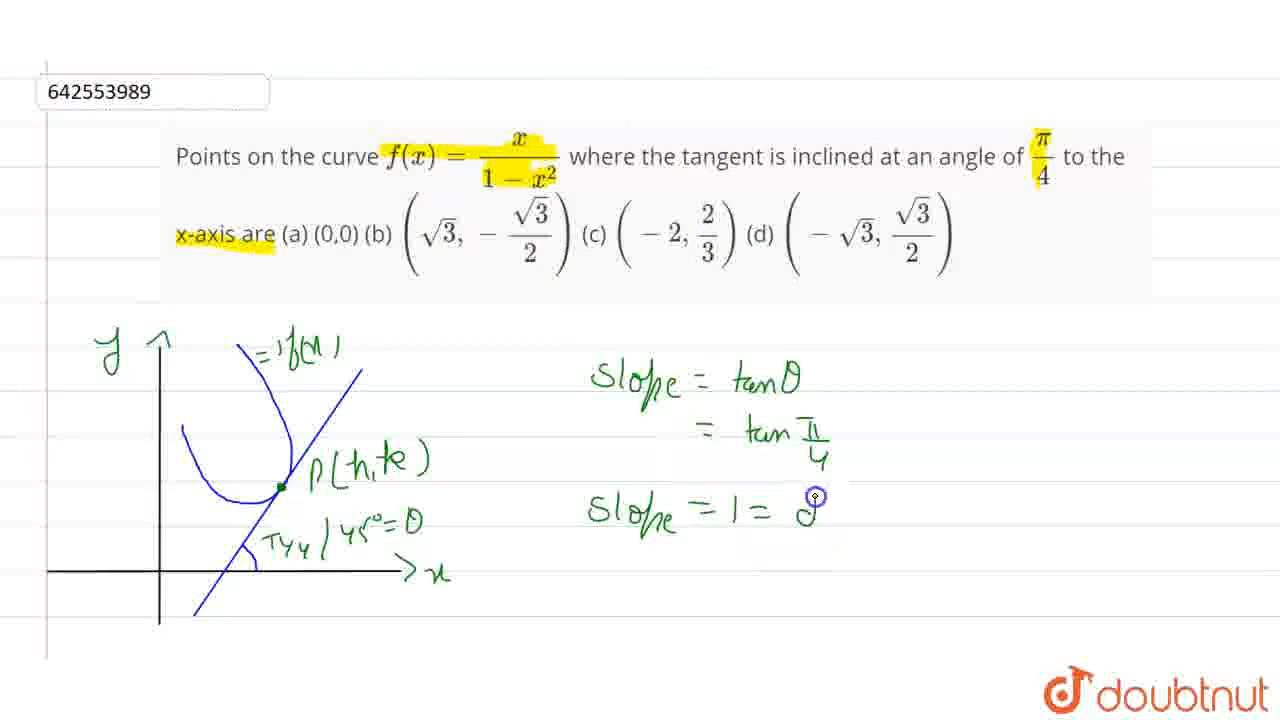 642553989
Points on the curve f(x) = x/(1 − x²) where the tangent is inclined at an angle of π/4 to the
x-axis are (a) (0,0) (b) (√3, −√3/2) (c) (−2, 2/3) (d) (−√3, √3/2)
y
= f(x)
Slope = tanθ
= tan π/4
P(h,k)
Slope = 1 =
π/4 / 45° = θ
x
doubtnut